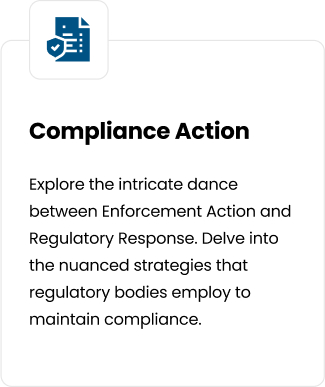 Compliance Action
Explore the intricate dance
between Enforcement Action and
Regulatory Response. Delve into
the nuanced strategies that
regulatory bodies employ to
maintain compliance.